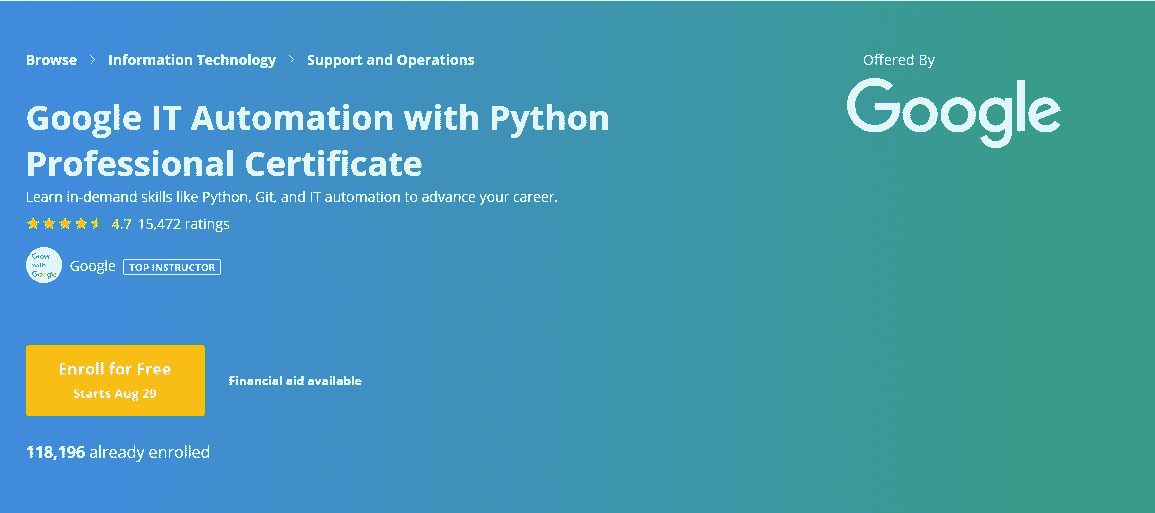 Browse > Information Technology > Support and Operations
Offered By
Google
Google IT Automation with Python
Professional Certificate
Learn in-demand skills like Python, Git, and IT automation to advance your career.
4.7 15,472 ratings
Grow
with
Google
Google TOP INSTRUCTOR
Enroll for Free
Starts Aug 29
Financial aid available
118,196 already enrolled